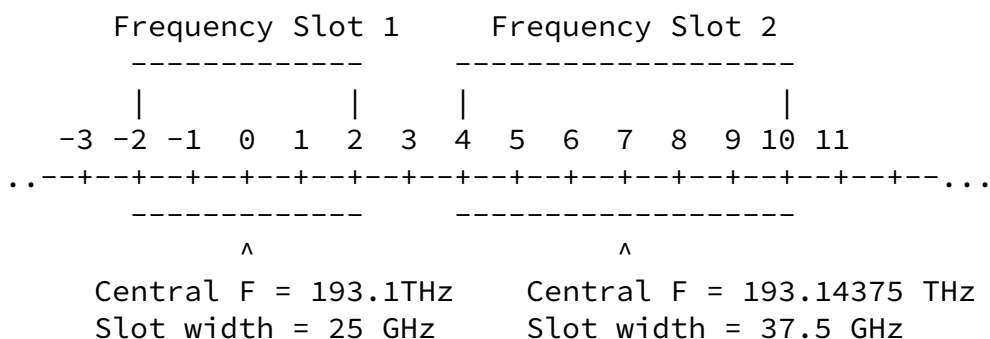 Frequency Slot 1     Frequency Slot 2
-------------     -------------------
|           |     |                 |
-3 -2 -1  0  1  2  3  4  5  6  7  8  9 10 11
..--+--+--+--+--+--+--+--+--+--+--+--+--+--+--+--+--...
-------------     -------------------
^                    ^
Central F = 193.1THz    Central F = 193.14375 THz
Slot width = 25 GHz     Slot width = 37.5 GHz